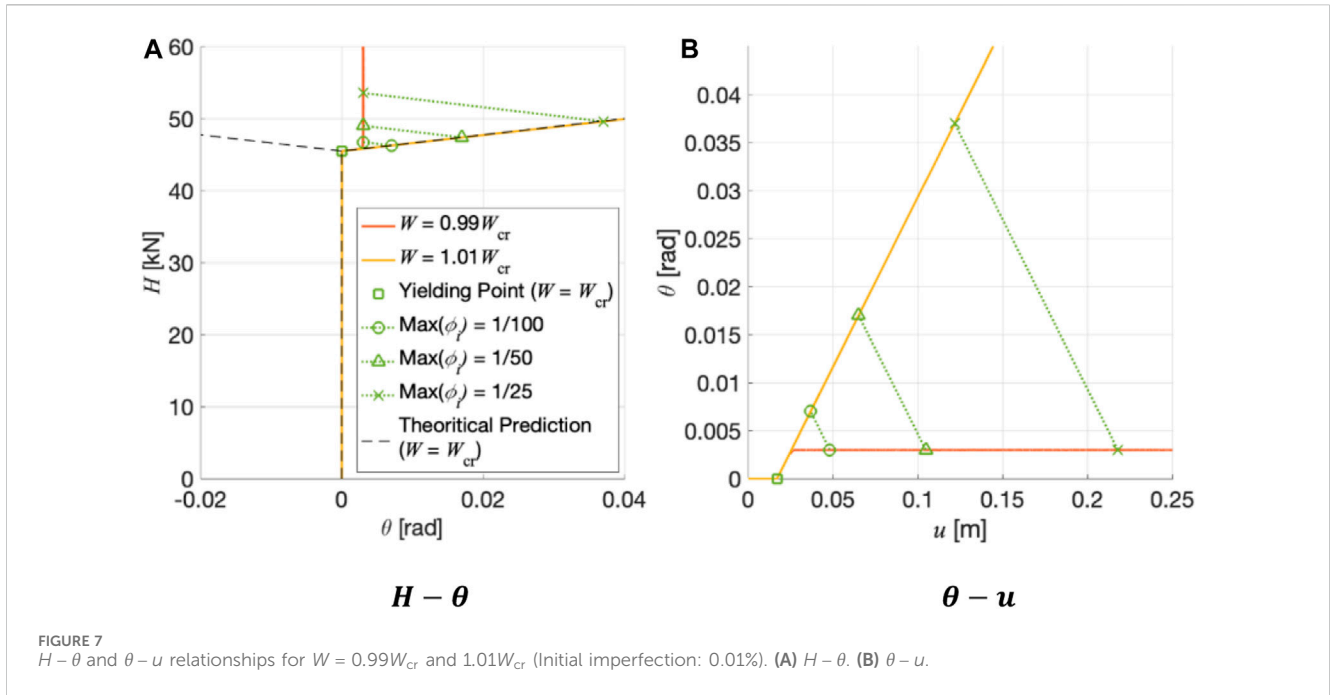 A
60
50
40
30
20
10
0
H [kN]
-0.02
0
0.02
0.04
θ [rad]
W = 0.99W_cr
W = 1.01W_cr
Yielding Point (W = W_cr)
Max(ϕ_i) = 1/100
Max(ϕ_i) = 1/50
Max(ϕ_i) = 1/25
Theoritical Prediction
(W = W_cr)
H − θ
B
0.04
0.035
0.03
0.025
0.02
0.015
0.01
0.005
0
θ [rad]
0
0.05
0.1
0.15
0.2
0.25
u [m]
θ − u
FIGURE 7
H – θ and θ – u relationships for W = 0.99W_cr and 1.01W_cr (Initial imperfection: 0.01%). (A) H – θ. (B) θ – u.